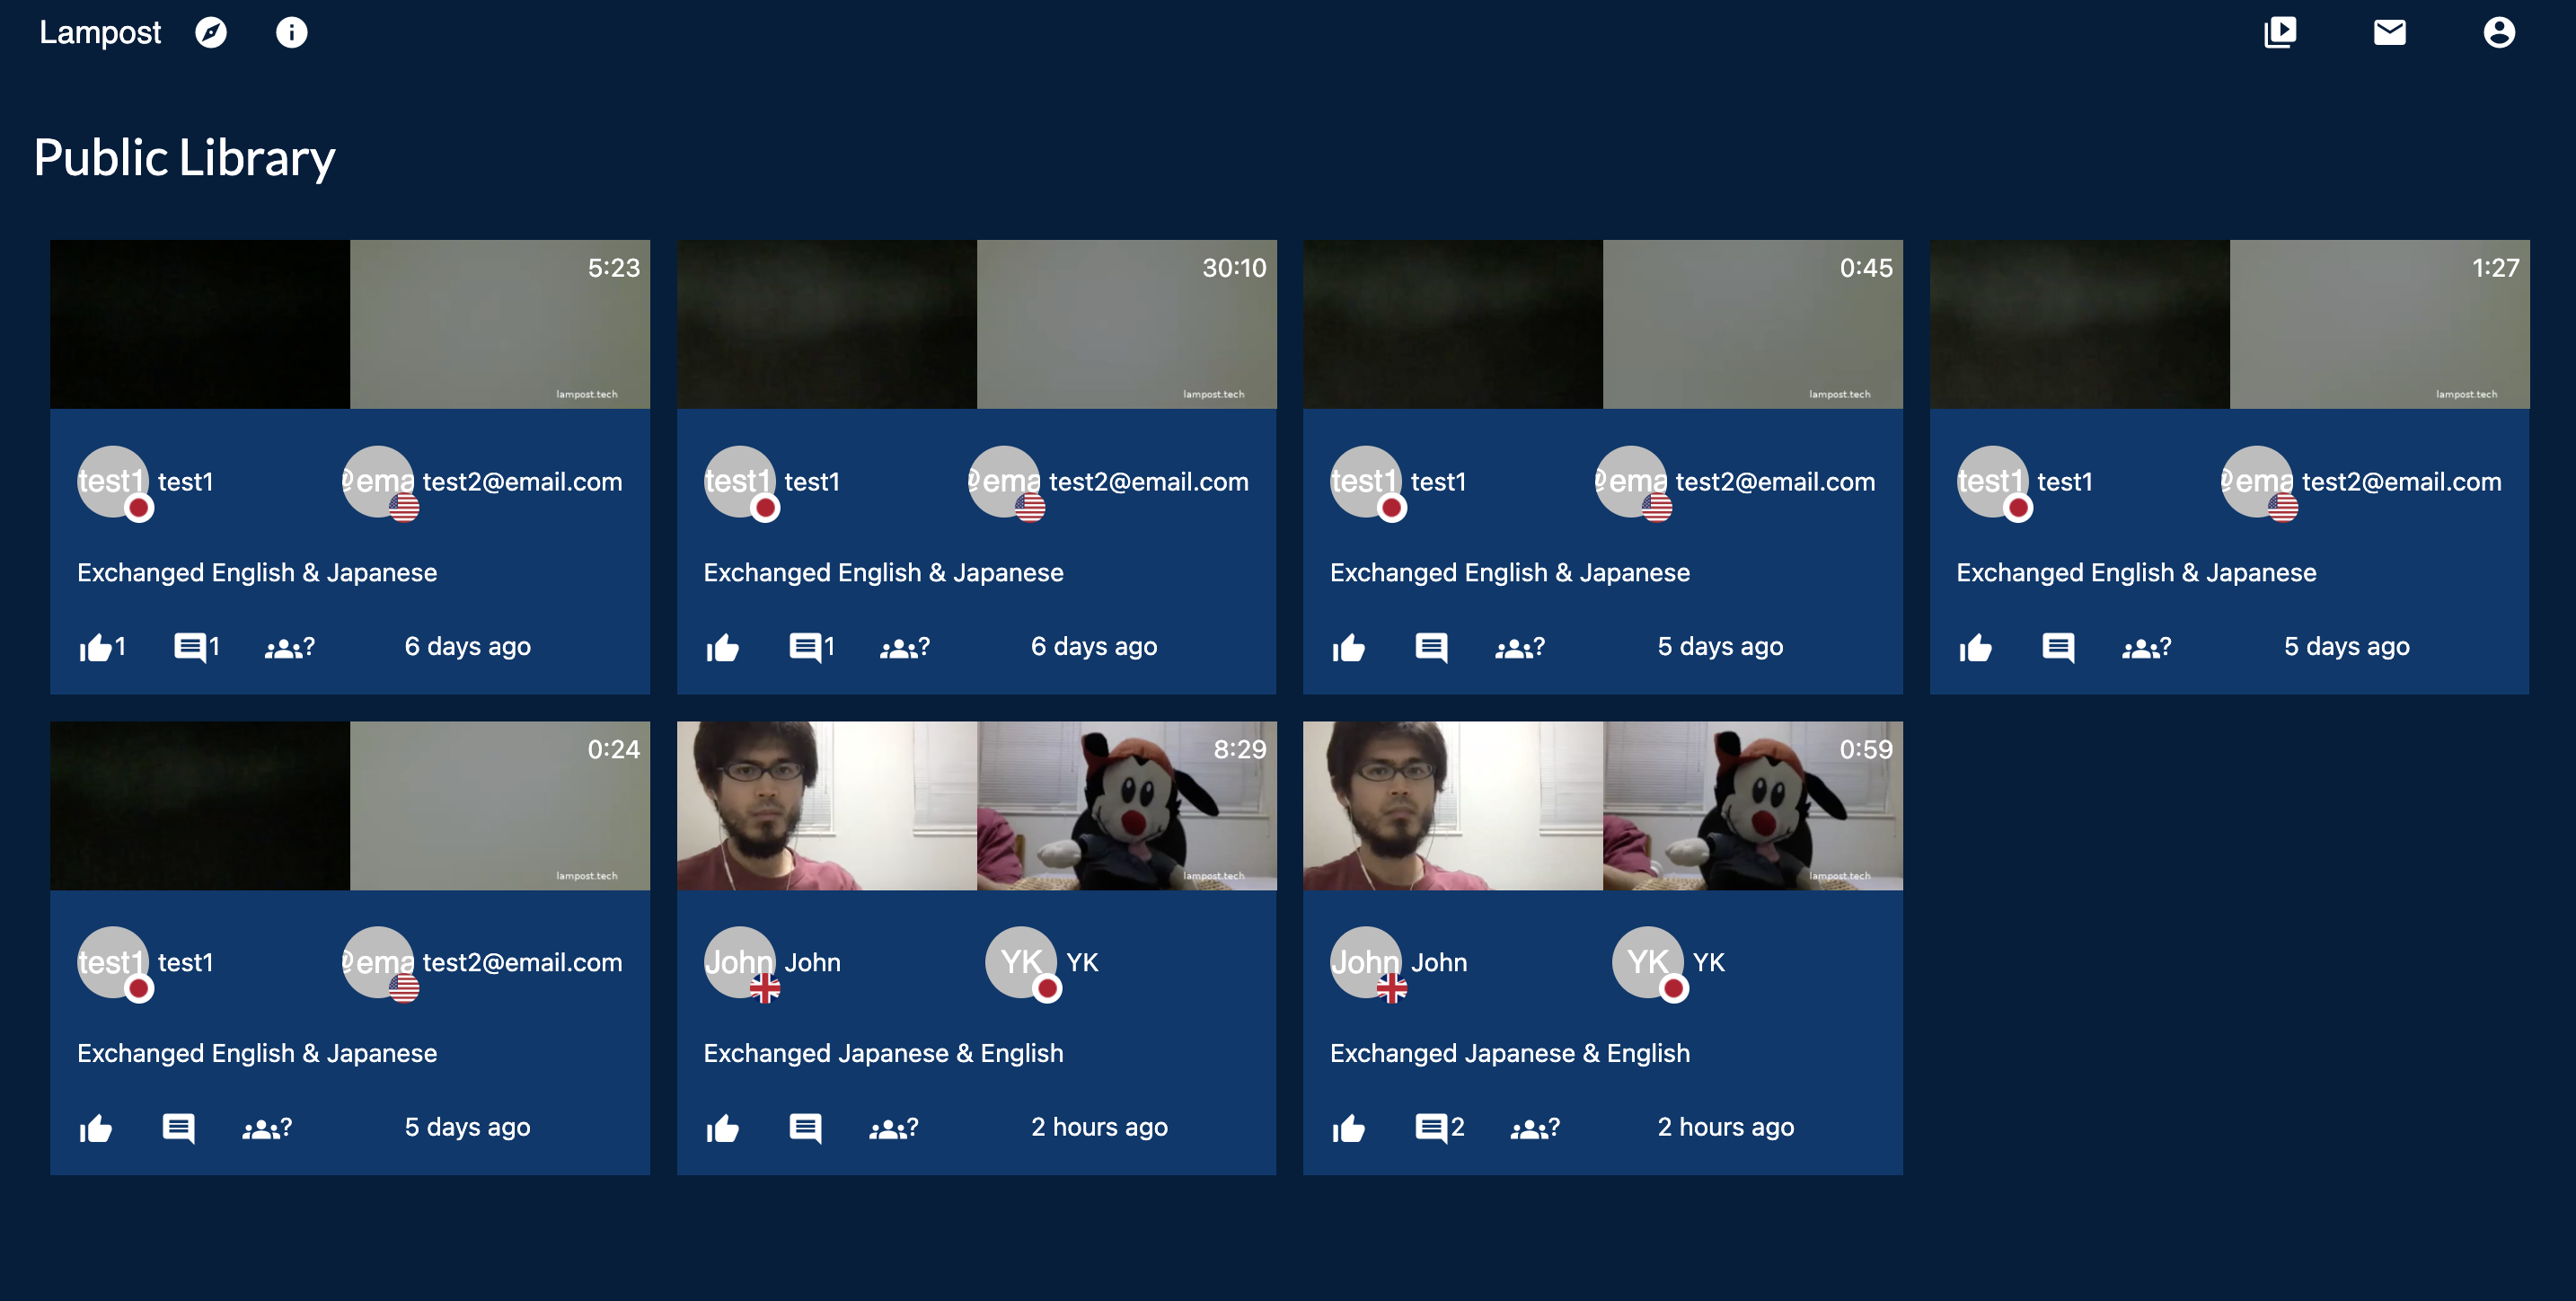 Lampost
Public Library
5:23
lampost.tech
test1 test1
@ema test2@email.com
Exchanged English & Japanese
1 1 ? 6 days ago
30:10
lampost.tech
test1 test1
@ema test2@email.com
Exchanged English & Japanese
1 ? 6 days ago
0:45
lampost.tech
test1 test1
@ema test2@email.com
Exchanged English & Japanese
? 5 days ago
1:27
lampost.tech
test1 test1
@ema test2@email.com
Exchanged English & Japanese
? 5 days ago
0:24
lampost.tech
test1 test1
@ema test2@email.com
Exchanged English & Japanese
? 5 days ago
8:29
lampost.tech
John John
YK YK
Exchanged Japanese & English
? 2 hours ago
0:59
lampost.tech
John John
YK YK
Exchanged Japanese & English
2 ? 2 hours ago